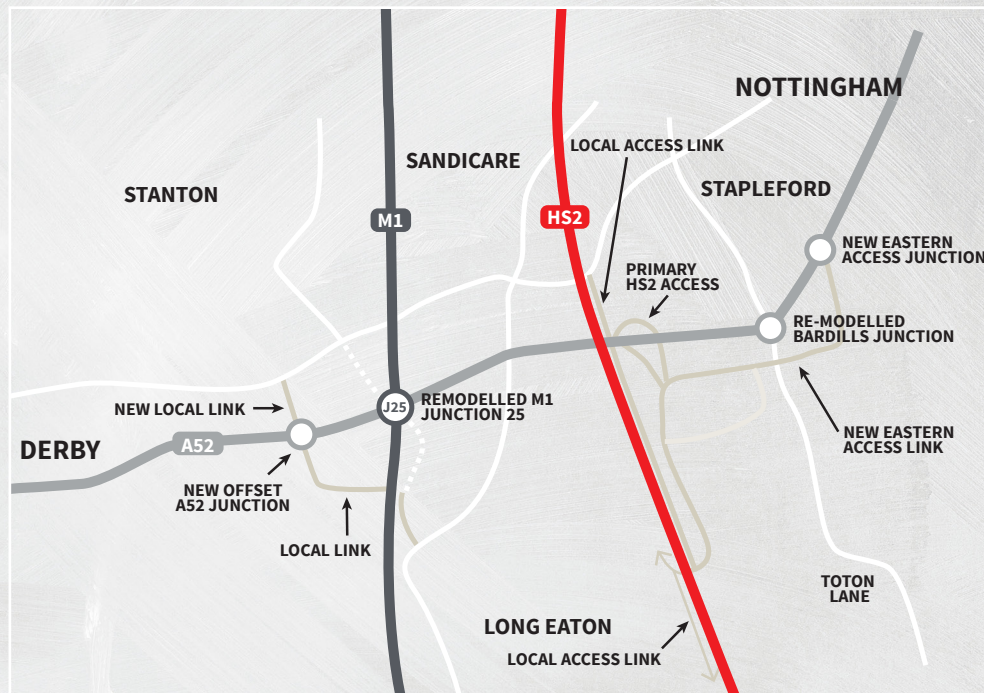 NOTTINGHAM
LOCAL ACCESS LINK
SANDICARE
STANTON
STAPLEFORD
M1
HS2
NEW EASTERN
ACCESS JUNCTION
PRIMARY
HS2 ACCESS
RE-MODELLED
BARDILLS JUNCTION
REMODELLED M1
JUNCTION 25
J25
NEW LOCAL LINK
DERBY
A52
NEW EASTERN
ACCESS LINK
NEW OFFSET
A52 JUNCTION
LOCAL LINK
TOTON
LANE
LONG EATON
LOCAL ACCESS LINK